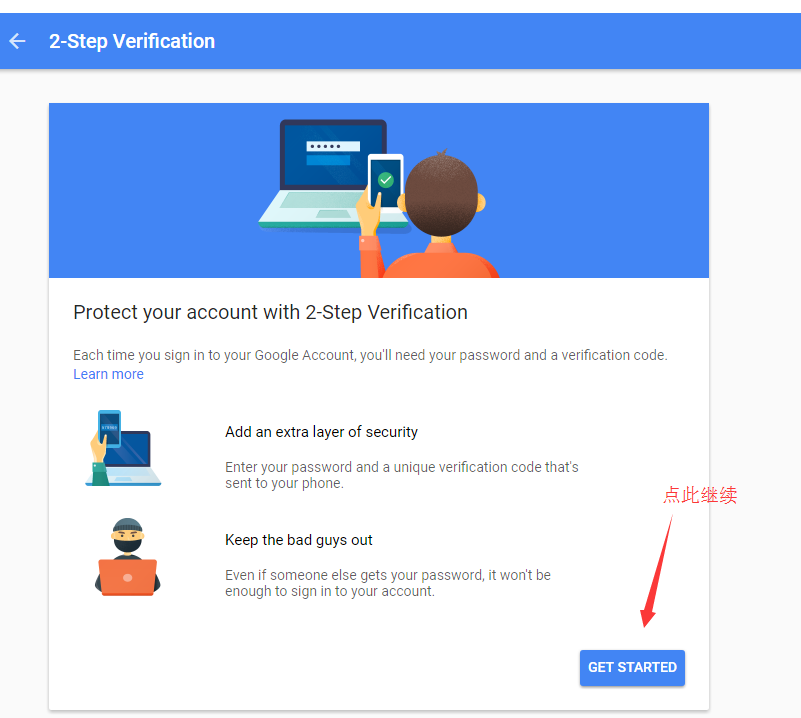 2-Step Verification
Protect your account with 2-Step Verification
Each time you sign in to your Google Account, you'll need your password and a verification code.
Learn more
Add an extra layer of security
Enter your password and a unique verification code that's
sent to your phone.
点此继续
Keep the bad guys out
Even if someone else gets your password, it won't be
enough to sign in to your account.
GET STARTED